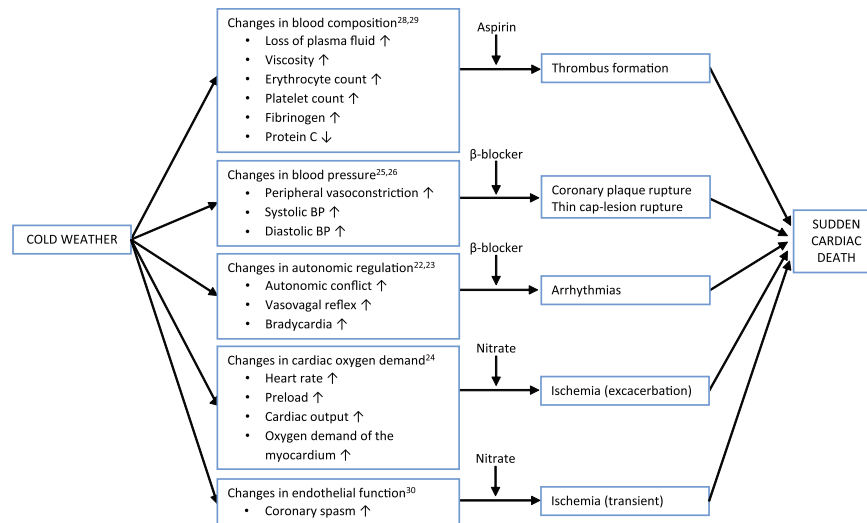 COLD WEATHER
Changes in blood composition28,29
• Loss of plasma fluid ↑
• Viscosity ↑
• Erythrocyte count ↑
• Platelet count ↑
• Fibrinogen ↑
• Protein C ↓
Aspirin
Thrombus formation
Changes in blood pressure25,26
• Peripheral vasoconstriction ↑
• Systolic BP ↑
• Diastolic BP ↑
β-blocker
Coronary plaque rupture
Thin cap-lesion rupture
Changes in autonomic regulation22,23
• Autonomic conflict ↑
• Vasovagal reflex ↑
• Bradycardia ↑
β-blocker
Arrhythmias
Changes in cardiac oxygen demand24
• Heart rate ↑
• Preload ↑
• Cardiac output ↑
• Oxygen demand of the
myocardium ↑
Nitrate
Ischemia (excacerbation)
Changes in endothelial function30
• Coronary spasm ↑
Nitrate
Ischemia (transient)
SUDDEN
CARDIAC
DEATH